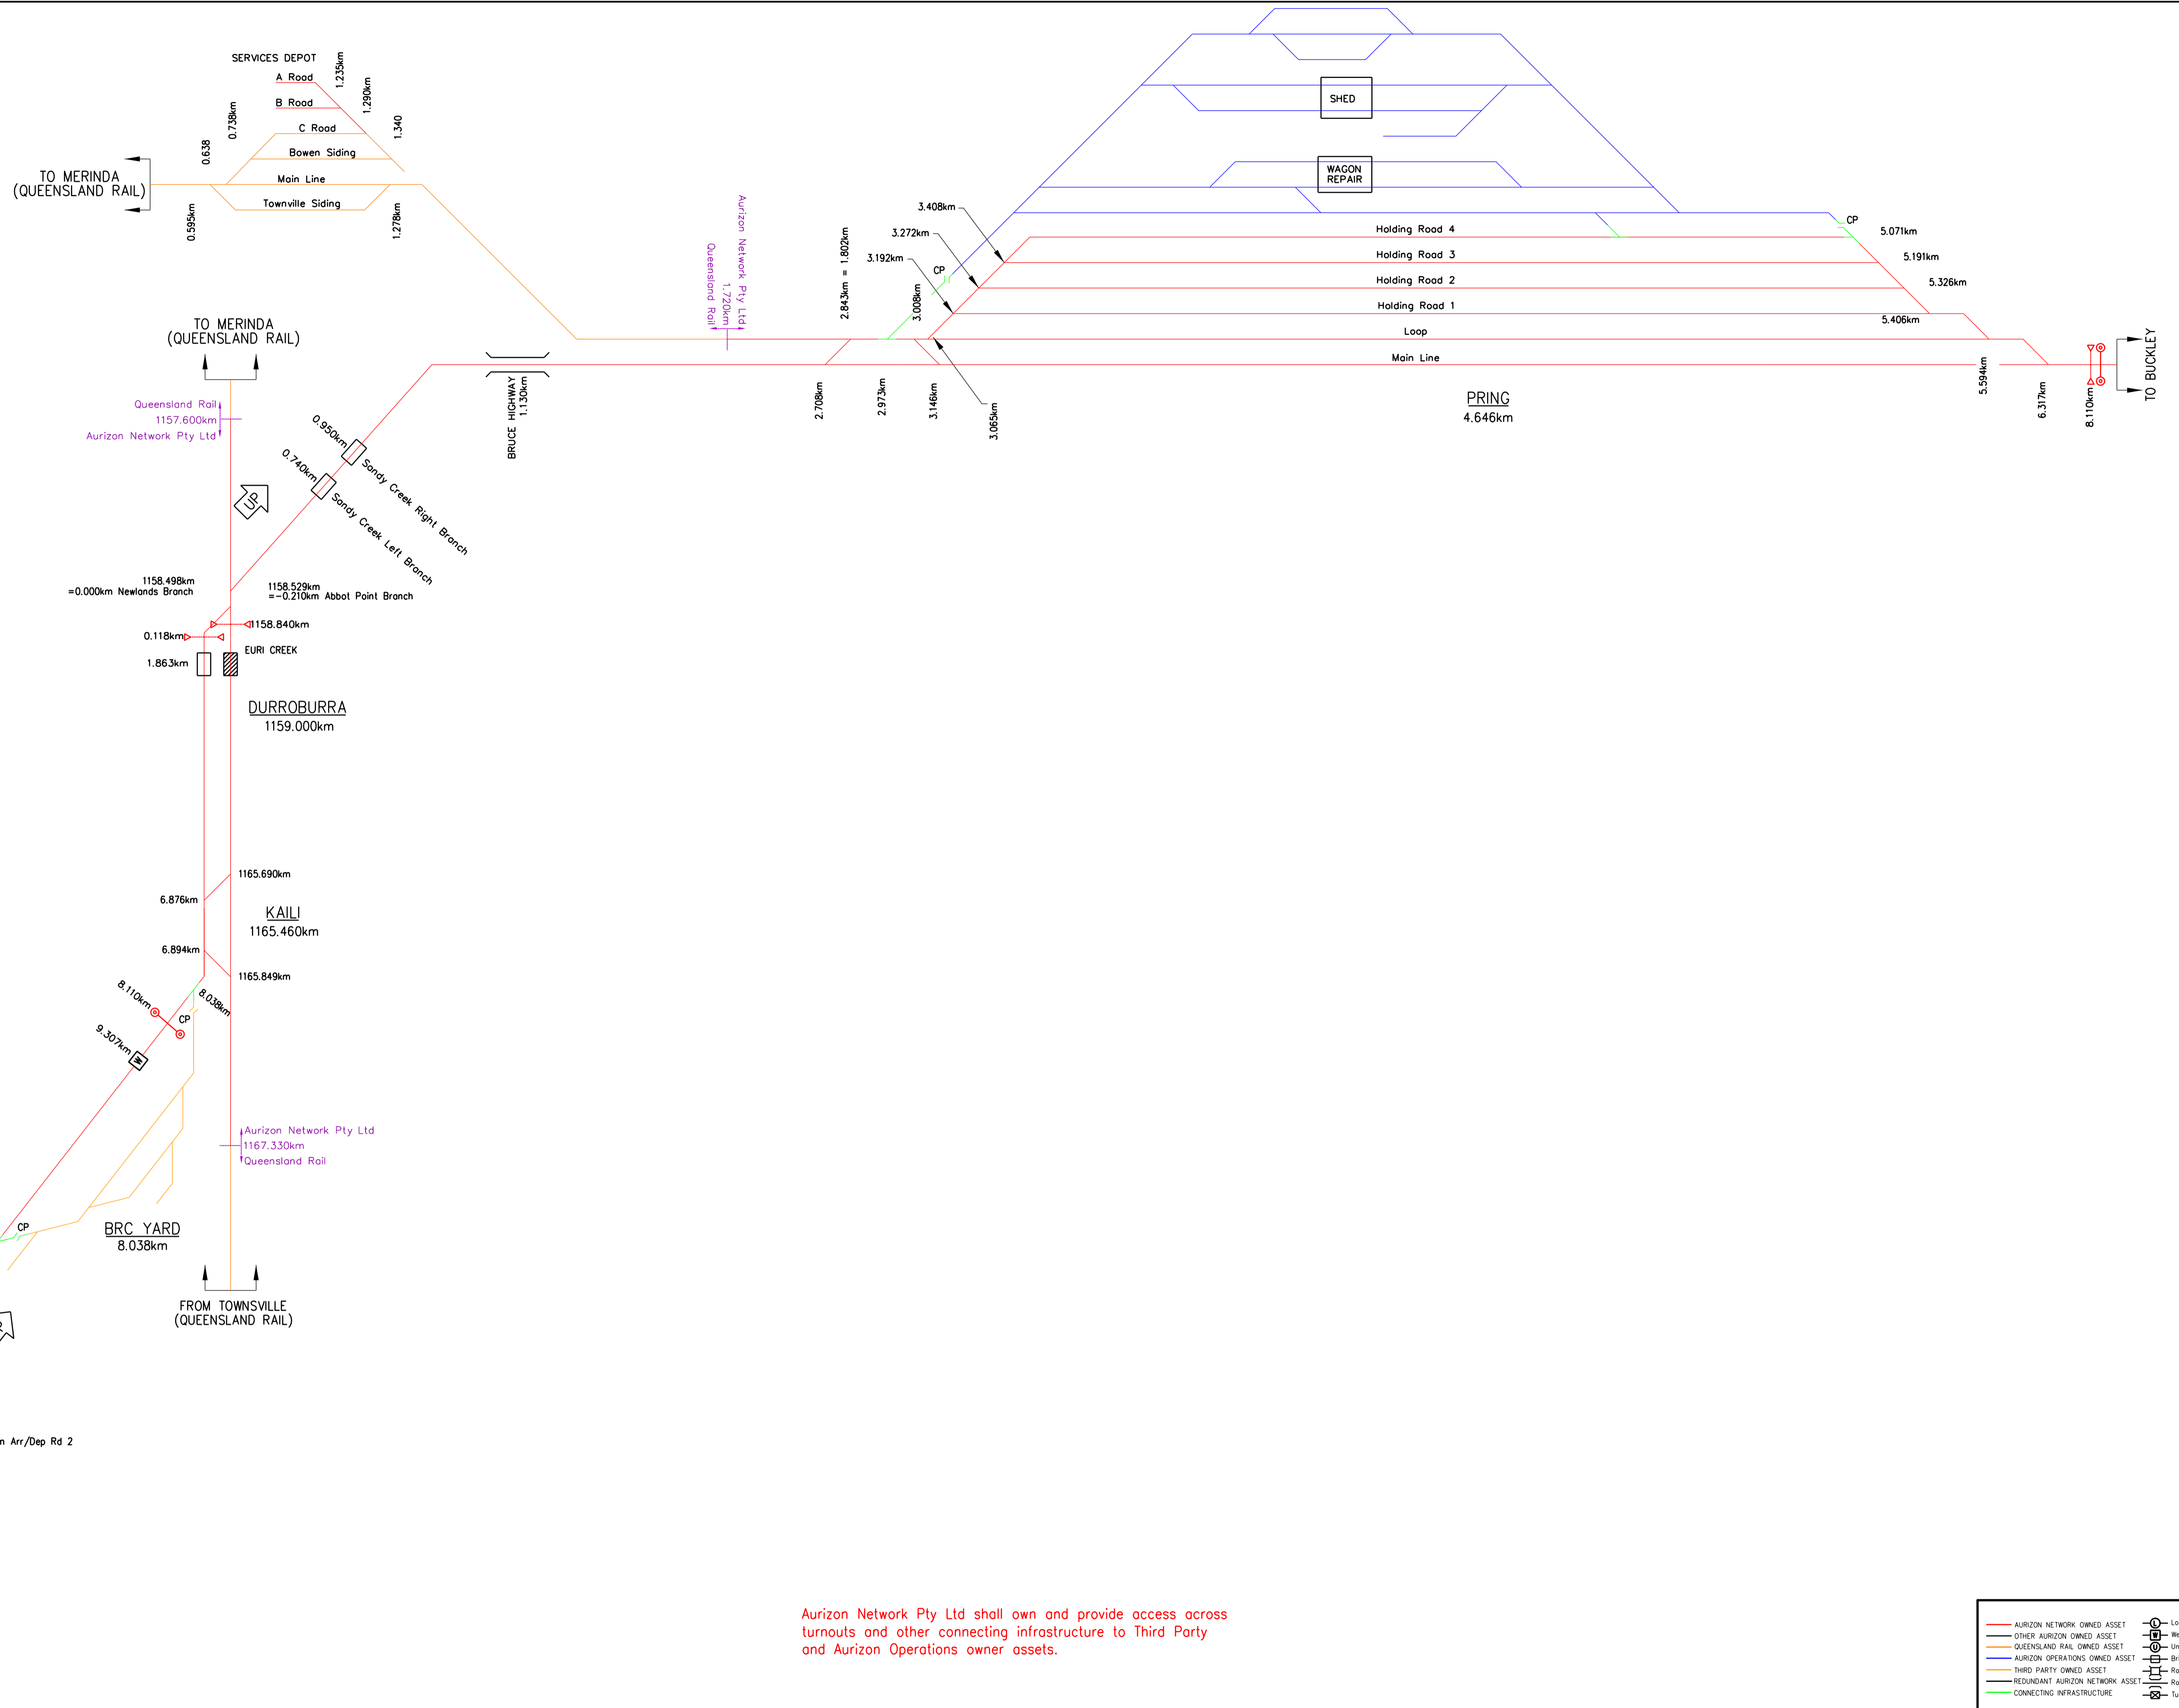 SERVICES DEPOT
A Road
B Road
C Road
Bowen Siding
Main Line
Townville Siding
1.235km
1.290km
1.340
0.738km
0.638
0.595km
1.278km
TO MERINDA
(QUEENSLAND RAIL)
Aurizon Network Pty Ltd
1.720km
Queensland Rail
2.843km = 1.802km
3.008km
3.408km
3.272km
3.192km
CP
SHED
WAGON
REPAIR
Holding Road 4
Holding Road 3
Holding Road 2
Holding Road 1
Loop
Main Line
CP
5.071km
5.191km
5.326km
5.406km
TO BUCKLEY
2.708km
2.973km
3.146km
3.065km
PRING
4.646km
5.594km
6.317km
8.110km
TO MERINDA
(QUEENSLAND RAIL)
Queensland Rail
1157.600km
Aurizon Network Pty Ltd
BRUCE HIGHWAY
1.130km
0.950km
Sandy Creek Right Branch
0.740km
Sandy Creek Left Branch
UP
1158.498km
=0.000km Newlands Branch
1158.529km
=-0.210km Abbot Point Branch
1158.840km
0.118km
1.863km
EURI CREEK
DURROBURRA
1159.000km
1165.690km
6.876km
KAILI
1165.460km
6.894km
1165.849km
8.110km
8.038km
CP
9.307km
W
Aurizon Network Pty Ltd
1167.330km
Queensland Rail
CP
BRC YARD
8.038km
FROM TOWNSVILLE
(QUEENSLAND RAIL)
n Arr/Dep Rd 2
Aurizon Network Pty Ltd shall own and provide access across
turnouts and other connecting infrastructure to Third Party
and Aurizon Operations owner assets.
AURIZON NETWORK OWNED ASSET
OTHER AURIZON OWNED ASSET
QUEENSLAND RAIL OWNED ASSET
AURIZON OPERATIONS OWNED ASSET
THIRD PARTY OWNED ASSET
REDUNDANT AURIZON NETWORK ASSET
CONNECTING INFRASTRUCTURE
L Lo
W We
U Un
Bri
Ro
Ro
Tu